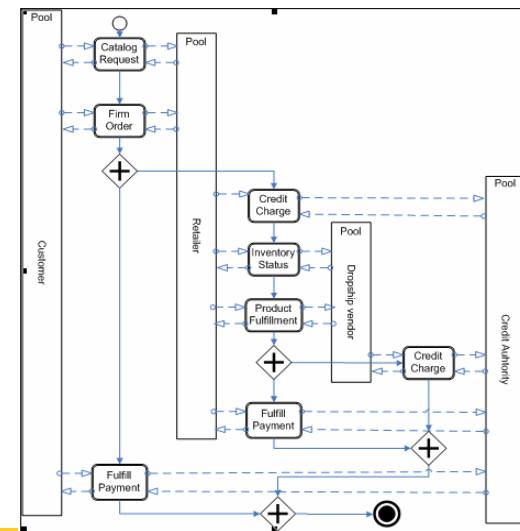 Pool
Customer
Catalog
Request
Firm
Order
Pool
Retailer
Credit
Charge
Inventory
Status
Product
Fulfillment
Pool
Dropship vendor
Credit
Charge
Pool
Credit Auhtority
Fulfill
Payment
Fulfill
Payment